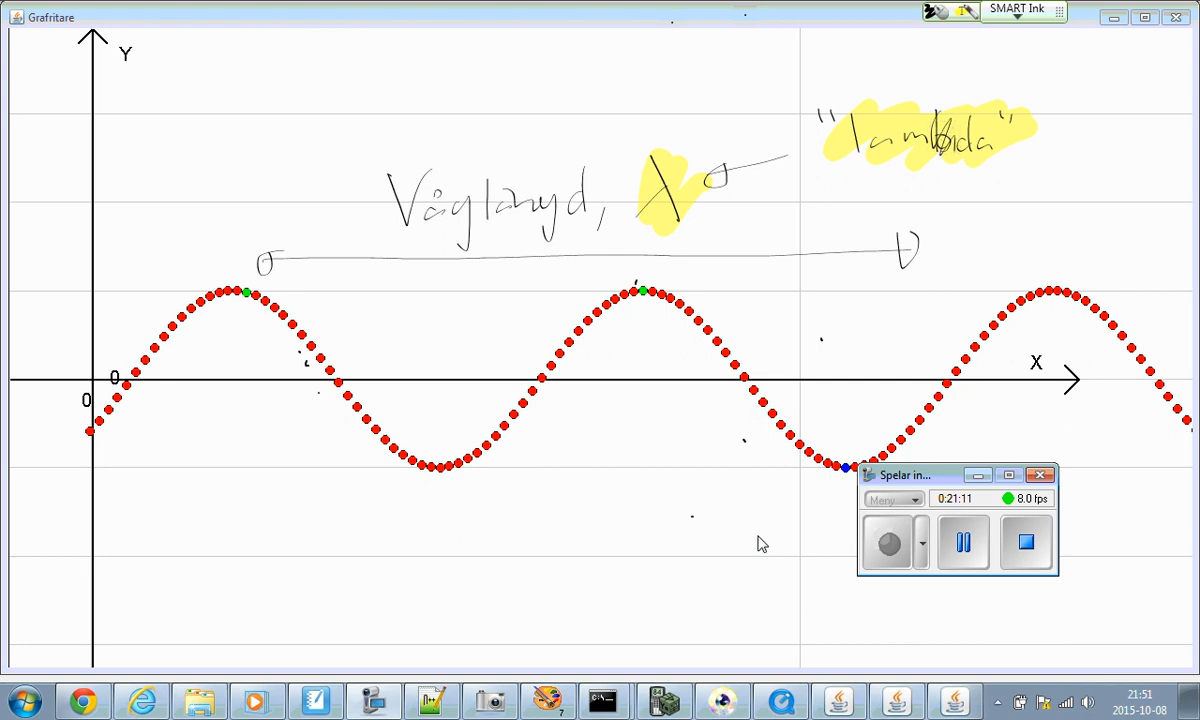 Grafritare
SMART Ink
Y
"lambda"
Våglängd, λ
X
0
0
Spelar in...
Meny
0:21:11
8.0 fps
21:51
2015-10-08